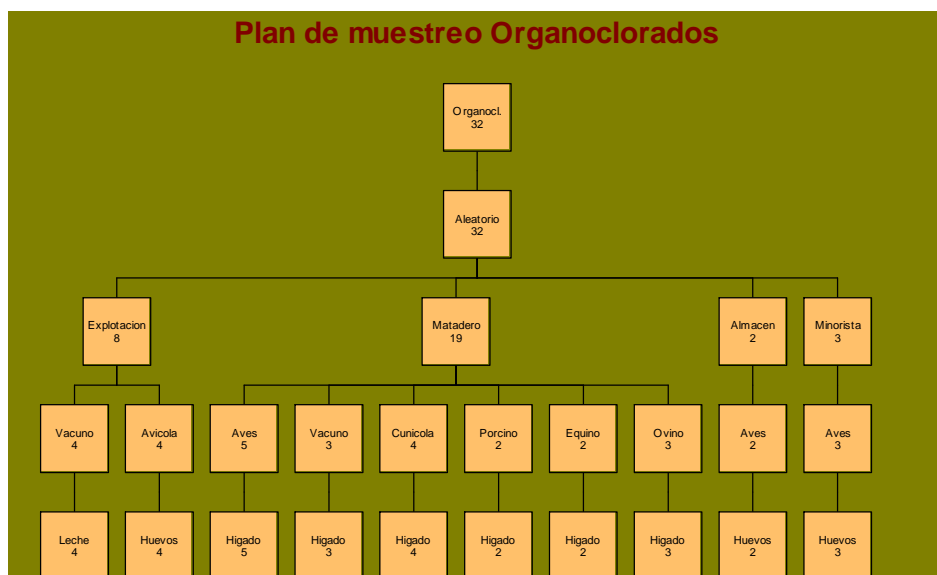 Plan de muestreo Organoclorados
Organocl.
32
Aleatorio
32
Explotacion
8
Matadero
19
Almacen
2
Minorista
3
Vacuno
4
Avicola
4
Aves
5
Vacuno
3
Cunicola
4
Porcino
2
Equino
2
Ovino
3
Aves
2
Aves
3
Leche
4
Huevos
4
Higado
5
Higado
3
Higado
4
Higado
2
Higado
2
Higado
3
Huevos
2
Huevos
3